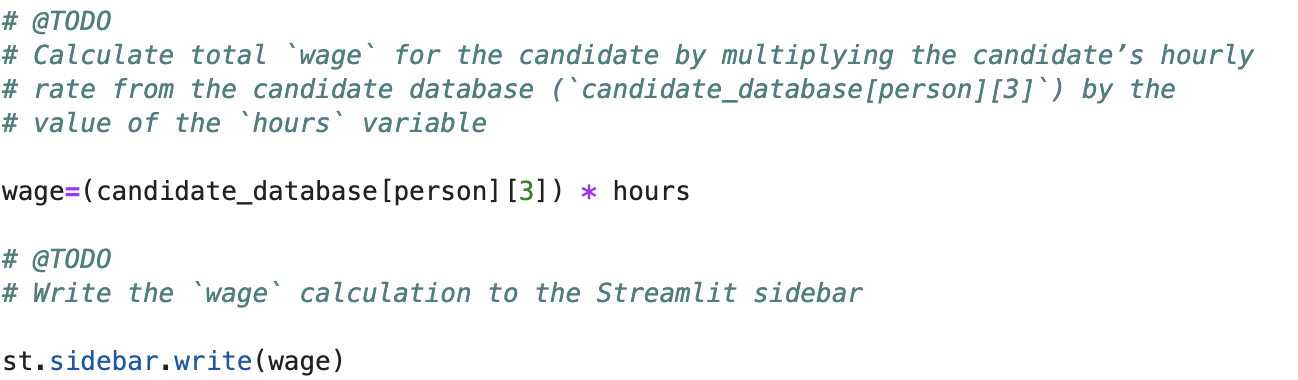 # @TODO
# Calculate total `wage` for the candidate by multiplying the candidate’s hourly
# rate from the candidate database (`candidate_database[person][3]`) by the
# value of the `hours` variable
wage=(candidate_database[person][3]) * hours
# @TODO
# Write the `wage` calculation to the Streamlit sidebar
st.sidebar.write(wage)